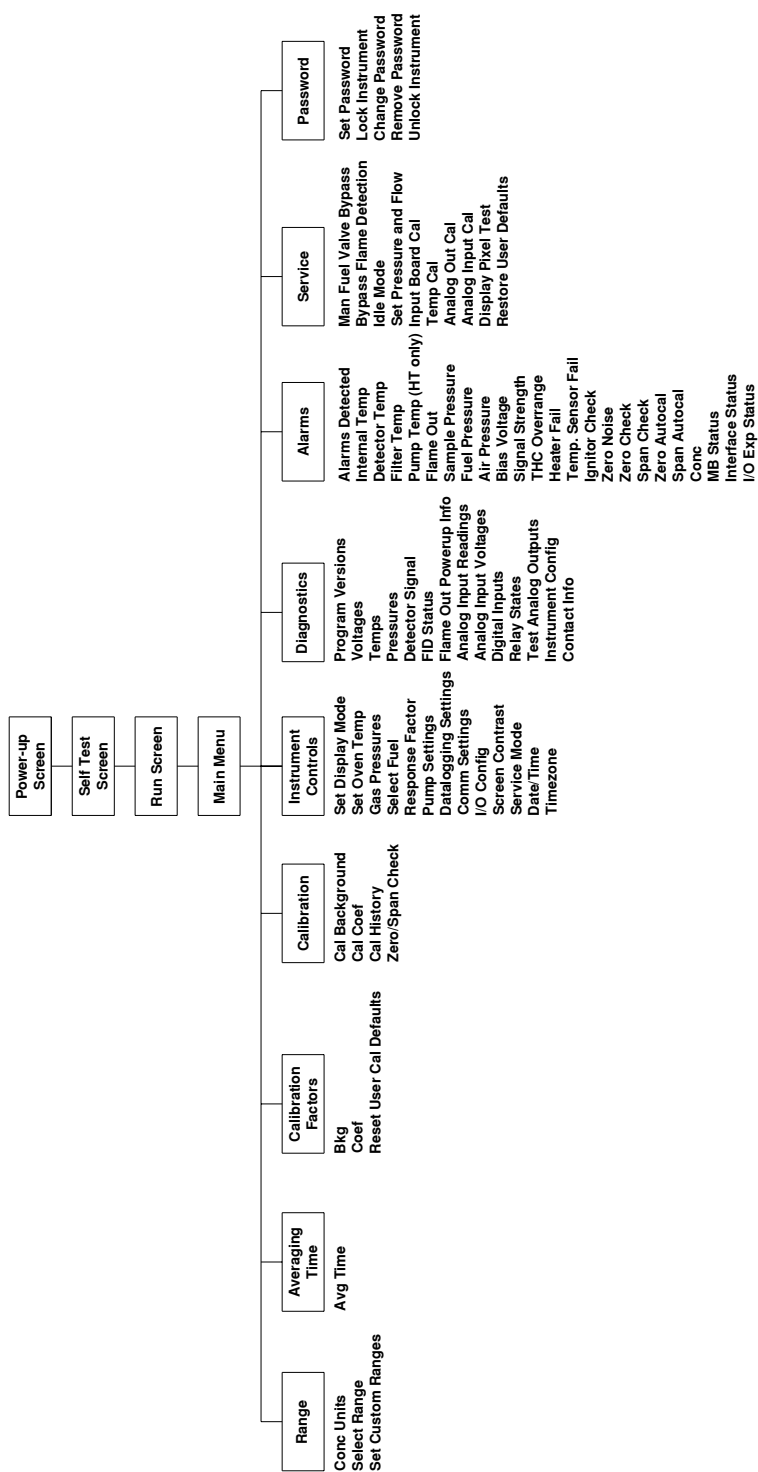 Power-up
Screen
Self Test
Screen
Run Screen
Main Menu
Range
Conc Units
Select Range
Set Custom Ranges
Averaging
Time
Avg Time
Calibration
Factors
Bkg
Coef
Reset User Cal Defaults
Calibration
Cal Background
Cal Coef
Cal History
Zero/Span Check
Instrument
Controls
Set Display Mode
Set Oven Temp
Gas Pressures
Select Fuel
Response Factor
Pump Settings
Datalogging Settings
Comm Settings
I/O Config
Screen Contrast
Service Mode
Date/Time
Timezone
Diagnostics
Program Versions
Voltages
Temps
Pressures
Detector Signal
FID Status
Flame Out Powerup Info
Analog Input Readings
Analog Input Voltages
Digital Inputs
Relay States
Test Analog Outputs
Instrument Config
Contact Info
Alarms
Alarms Detected
Internal Temp
Detector Temp
Filter Temp
Pump Temp (HT only)
Flame Out
Sample Pressure
Fuel Pressure
Air Pressure
Bias Voltage
Signal Strength
THC Overrange
Heater Fail
Temp. Sensor Fail
Ignitor Check
Zero Noise
Zero Check
Span Check
Zero Autocal
Span Autocal
Conc
MB Status
Interface Status
I/O Exp Status
Service
Man Fuel Valve Bypass
Bypass Flame Detection
Idle Mode
Set Pressure and Flow
Input Board Cal
Temp Cal
Analog Out Cal
Analog Input Cal
Display Pixel Test
Restore User Defaults
Password
Set Password
Lock Instrument
Change Password
Remove Password
Unlock Instrument